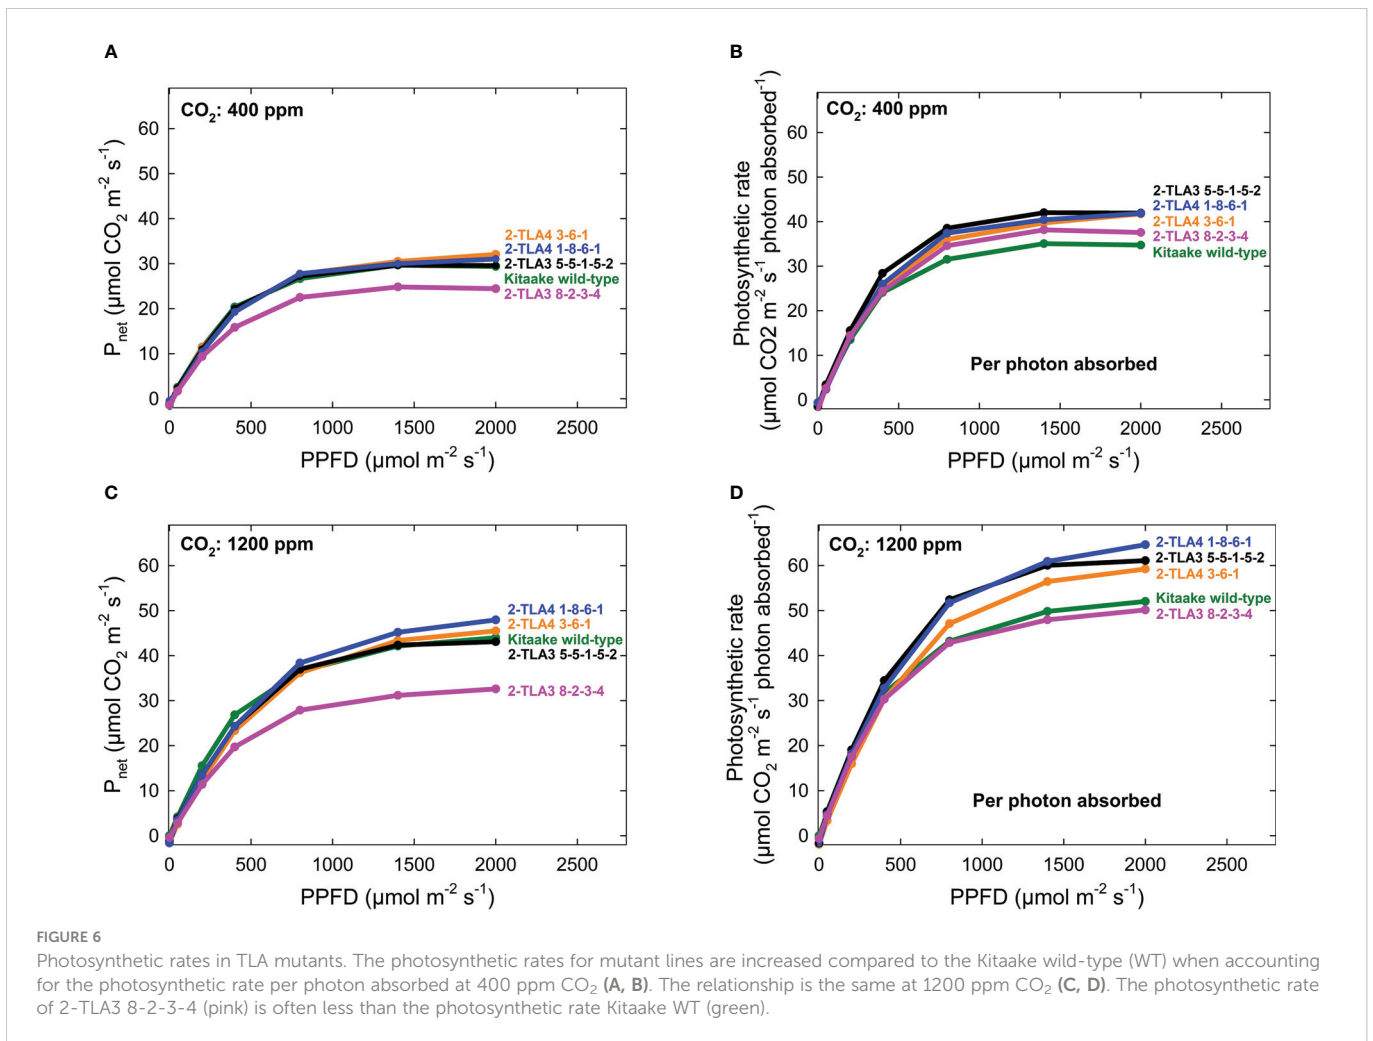 A
CO2: 400 ppm
Pnet (µmol CO2 m-2 s-1)
60
50
40
30
20
10
0
2-TLA4 3-6-1
2-TLA4 1-8-6-1
2-TLA3 5-5-1-5-2
Kitaake wild-type
2-TLA3 8-2-3-4
0 500 1000 1500 2000 2500
PPFD (µmol m-2 s-1)
B
CO2: 400 ppm
Photosynthetic rate
(µmol CO2 m-2 s-1 photon absorbed-1)
60
50
40
30
20
10
0
2-TLA3 5-5-1-5-2
2-TLA4 1-8-6-1
2-TLA4 3-6-1
2-TLA3 8-2-3-4
Kitaake wild-type
Per photon absorbed
0 500 1000 1500 2000 2500
PPFD (µmol m-2 s-1)
C
CO2: 1200 ppm
Pnet (µmol CO2 m-2 s-1)
60
50
40
30
20
10
0
2-TLA4 1-8-6-1
2-TLA4 3-6-1
Kitaake wild-type
2-TLA3 5-5-1-5-2
2-TLA3 8-2-3-4
0 500 1000 1500 2000 2500
PPFD (µmol m-2 s-1)
D
CO2: 1200 ppm
Photosynthetic rate
(µmol CO2 m-2 s-1 photon absorbed-1)
60
50
40
30
20
10
0
2-TLA4 1-8-6-1
2-TLA3 5-5-1-5-2
2-TLA4 3-6-1
Kitaake wild-type
2-TLA3 8-2-3-4
Per photon absorbed
0 500 1000 1500 2000 2500
PPFD (µmol m-2 s-1)
FIGURE 6
Photosynthetic rates in TLA mutants. The photosynthetic rates for mutant lines are increased compared to the Kitaake wild-type (WT) when accounting
for the photosynthetic rate per photon absorbed at 400 ppm CO2 (A, B). The relationship is the same at 1200 ppm CO2 (C, D). The photosynthetic rate
of 2-TLA3 8-2-3-4 (pink) is often less than the photosynthetic rate Kitaake WT (green).